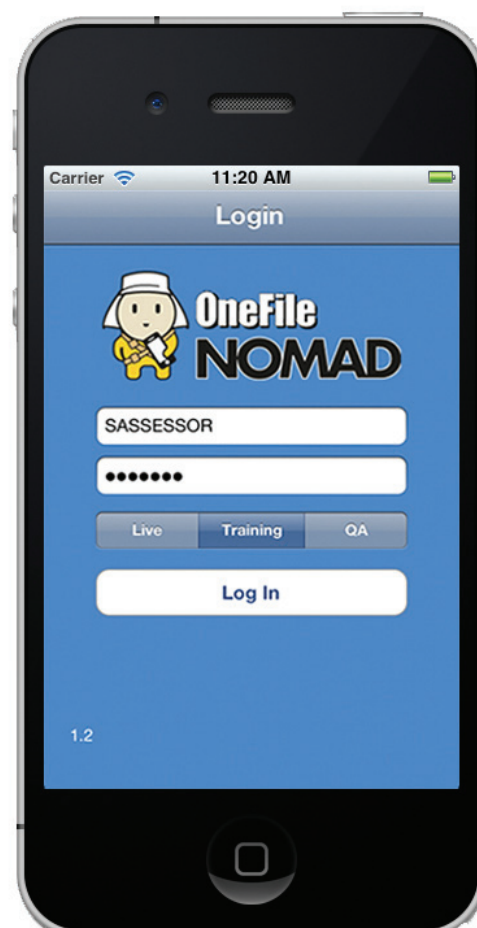 Carrier 11:20 AM
Login
OneFile
NOMAD
SASSESSOR
•••••••
Live Training QA
Log In
1.2